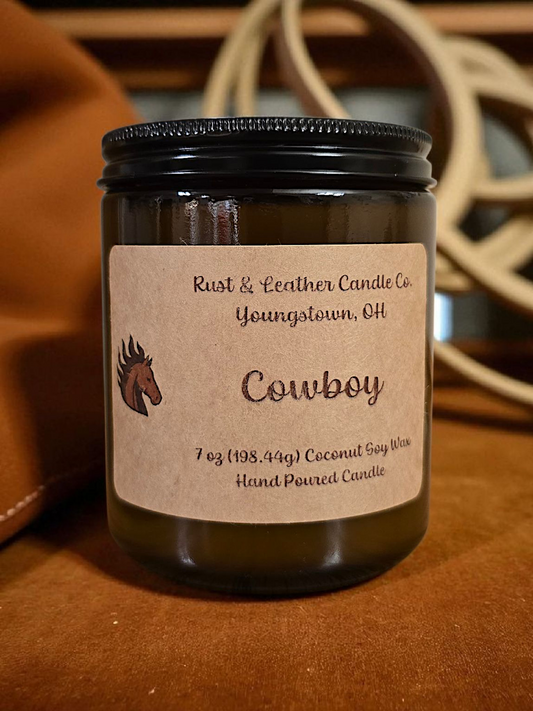 Rust & Leather Candle Co.
Youngstown, OH
Cowboy
7 oz (198.44g) Coconut Soy Wax
Hand Poured Candle